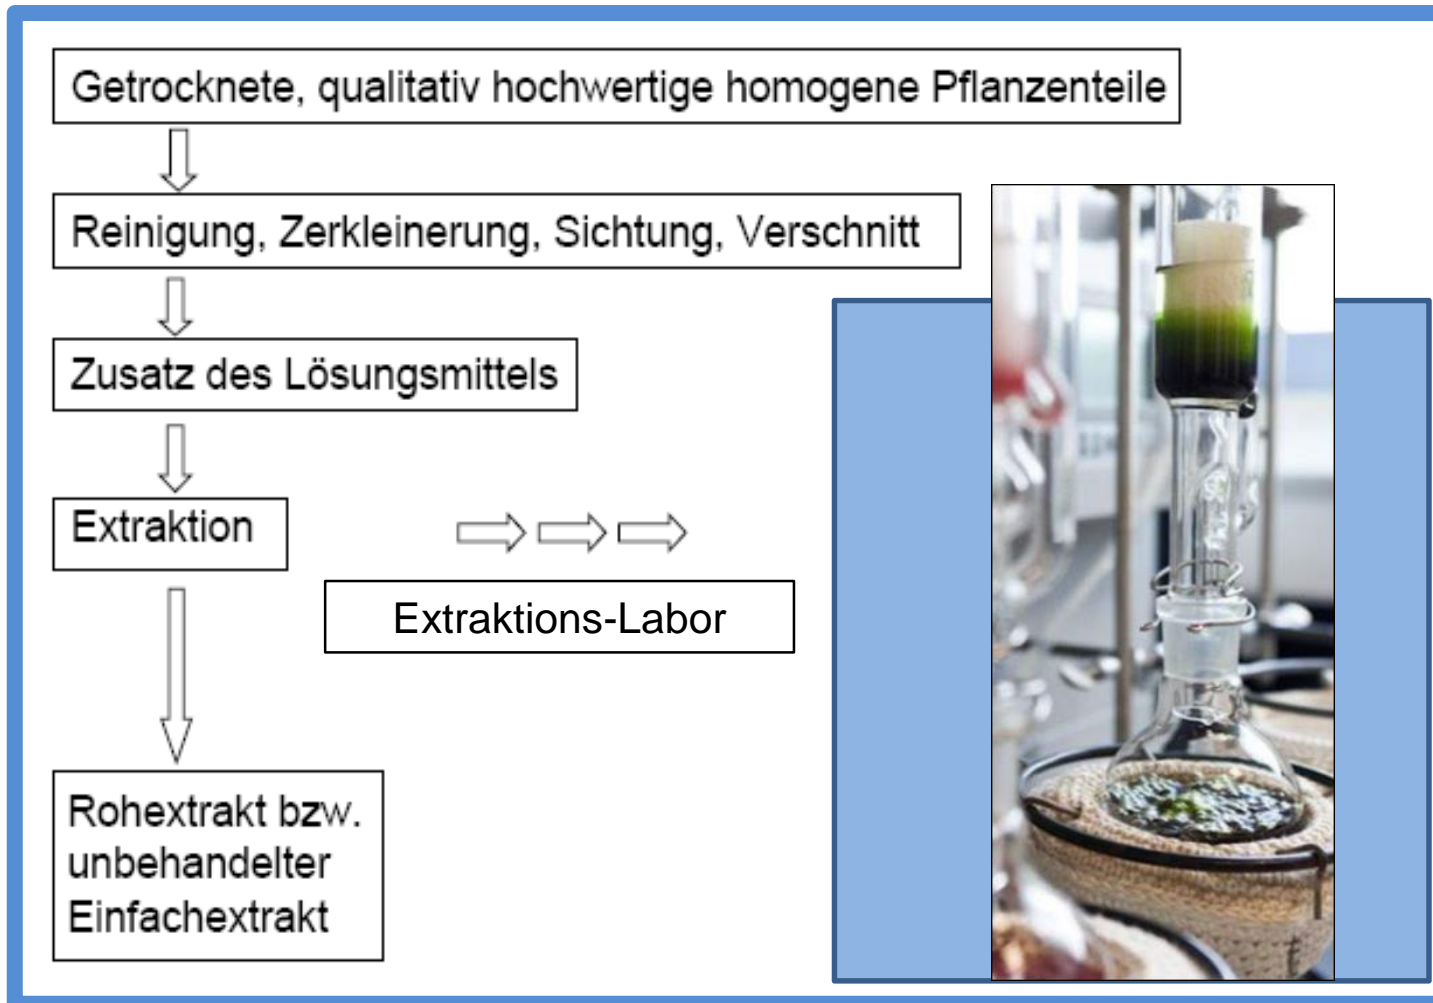 Getrocknete, qualitativ hochwertige homogene Pflanzenteile
Reinigung, Zerkleinerung, Sichtung, Verschnitt
Zusatz des Lösungsmittels
Extraktion
Extraktions-Labor
Rohextrakt bzw.
unbehandelter
Einfachextrakt